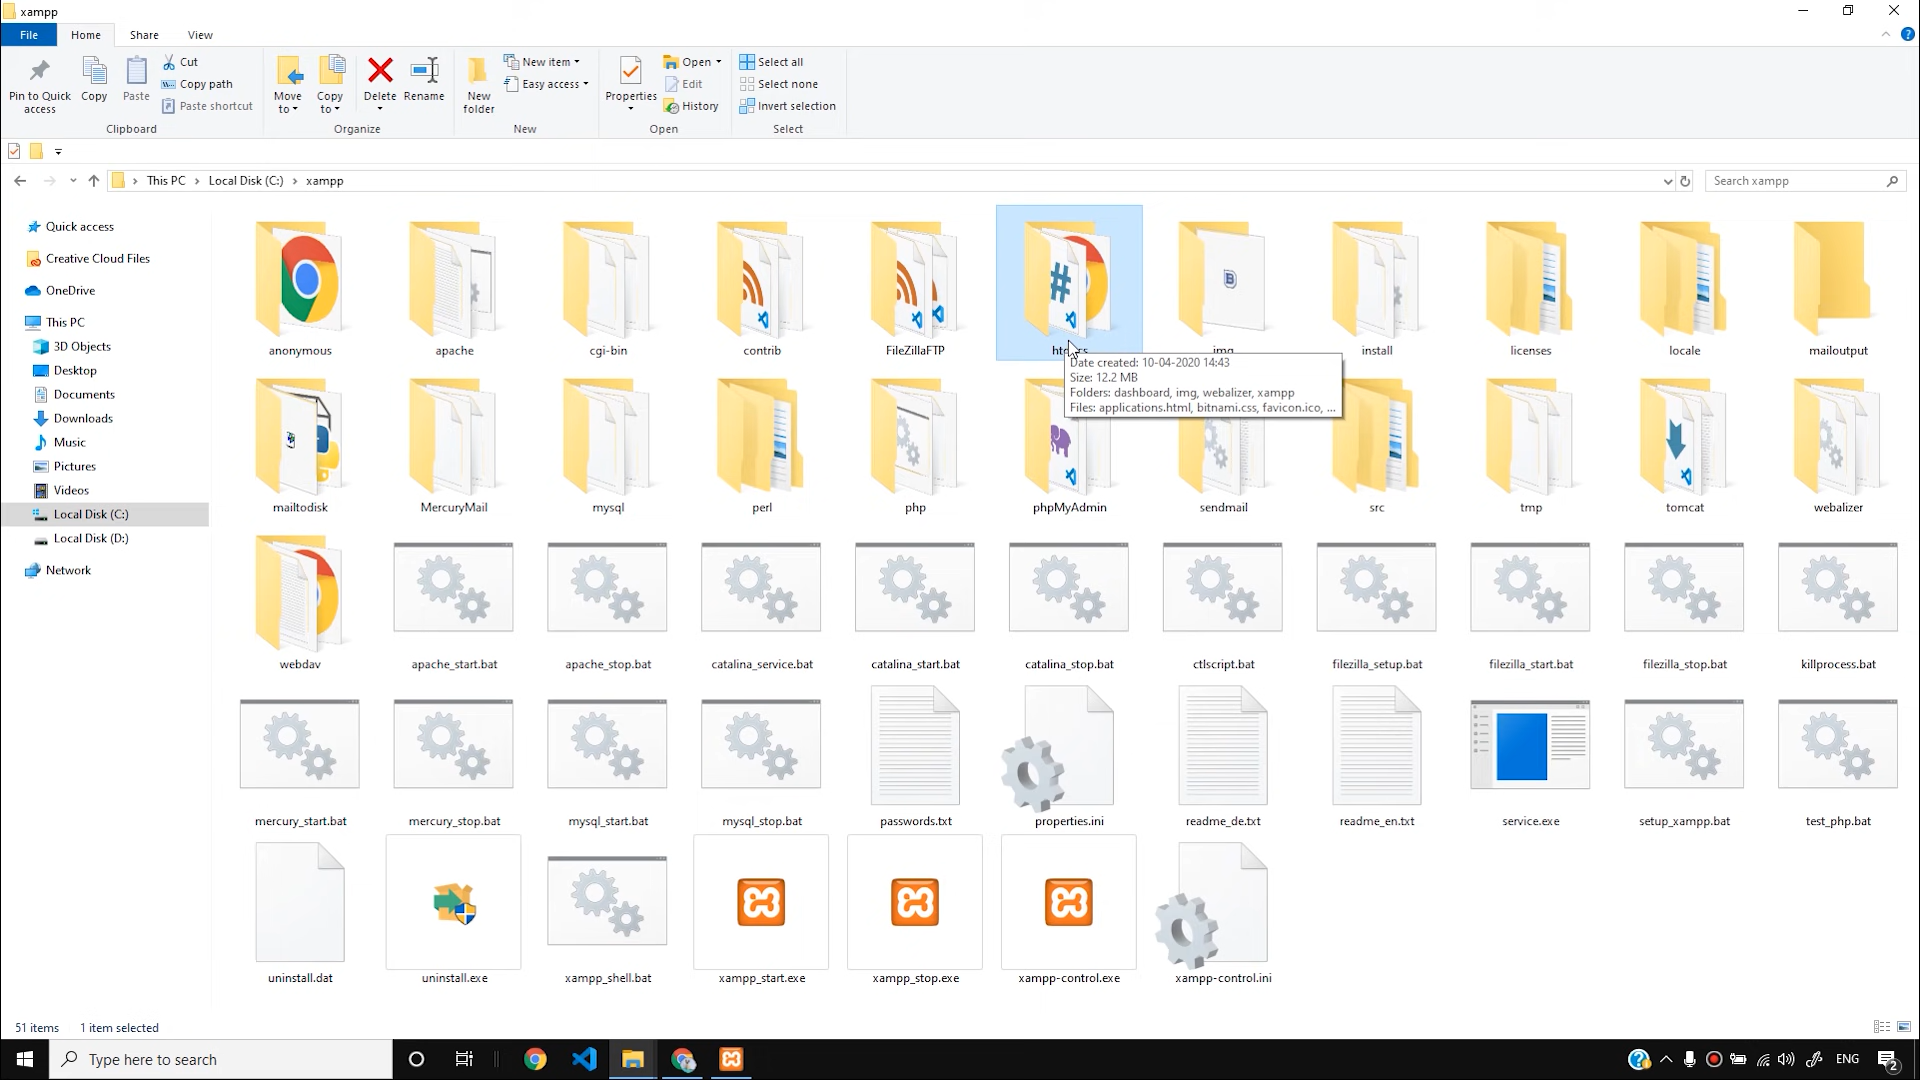 xampp
File Home Share View
Pin to Quick access
Copy
Paste
Cut
Copy path
Paste shortcut
Clipboard
Move to
Copy to
Delete
Rename
Organize
New folder
New item
Easy access
New
Properties
Open
Edit
History
Open
Select all
Select none
Invert selection
Select
This PC > Local Disk (C:) > xampp
Search xampp
Quick access
Creative Cloud Files
OneDrive
This PC
3D Objects
Desktop
Documents
Downloads
Music
Pictures
Videos
Local Disk (C:)
Local Disk (D:)
Network
anonymous apache cgi-bin contrib FileZillaFTP install licenses locale mailoutput
Date created: 10-04-2020 14:43
Size: 12.2 MB
Folders: dashboard, img, webalizer, xampp
Files: applications.html, bitnami.css, favicon.ico, ...
mailtodisk MercuryMail mysql perl php phpMyAdmin sendmail src tmp tomcat webalizer
webdav apache_start.bat apache_stop.bat catalina_service.bat catalina_start.bat catalina_stop.bat ctlscript.bat filezilla_setup.bat filezilla_start.bat filezilla_stop.bat killprocess.bat
mercury_start.bat mercury_stop.bat mysql_start.bat mysql_stop.bat passwords.txt properties.ini readme_de.txt readme_en.txt service.exe setup_xampp.bat test_php.bat
uninstall.dat uninstall.exe xampp_shell.bat xampp_start.exe xampp_stop.exe xampp-control.exe xampp-control.ini
51 items 1 item selected
Type here to search
ENG
2